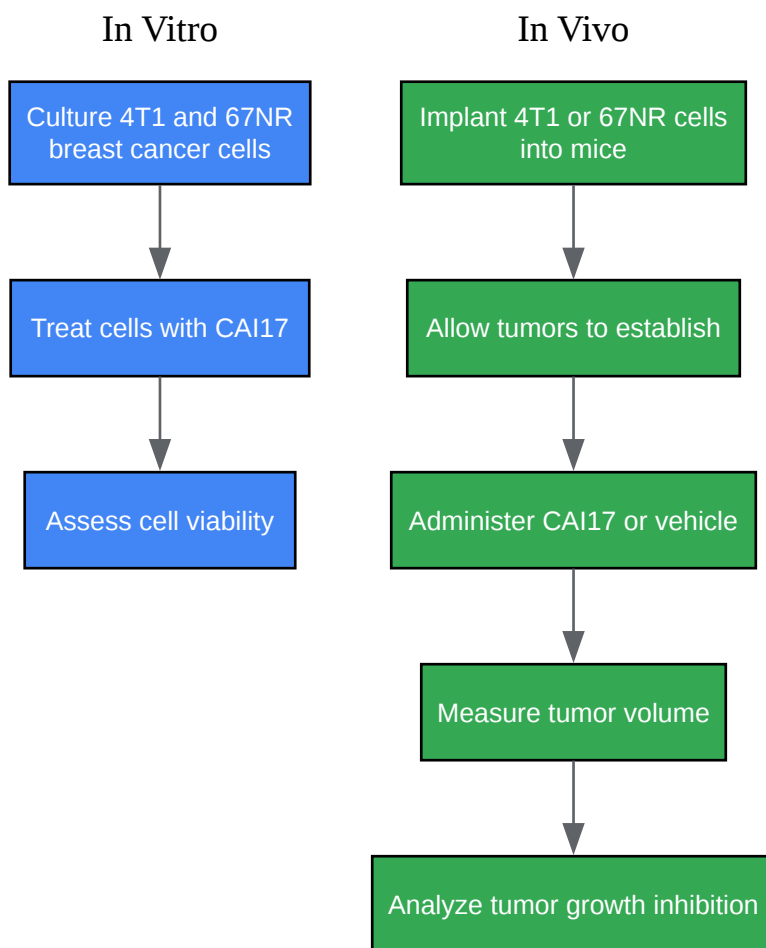 In Vitro
Culture 4T1 and 67NR
breast cancer cells
Treat cells with CAI17
Assess cell viability
In Vivo
Implant 4T1 or 67NR cells
into mice
Allow tumors to establish
Administer CAI17 or vehicle
Measure tumor volume
Analyze tumor growth inhibition